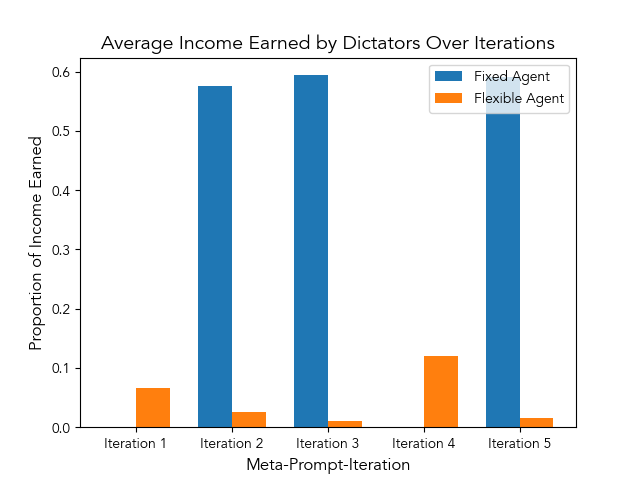 Average Income Earned by Dictators Over Iterations
Fixed Agent
Flexible Agent
Proportion of Income Earned
0.6
0.5
0.4
0.3
0.2
0.1
0.0
Iteration 1 Iteration 2 Iteration 3 Iteration 4 Iteration 5
Meta-Prompt-Iteration